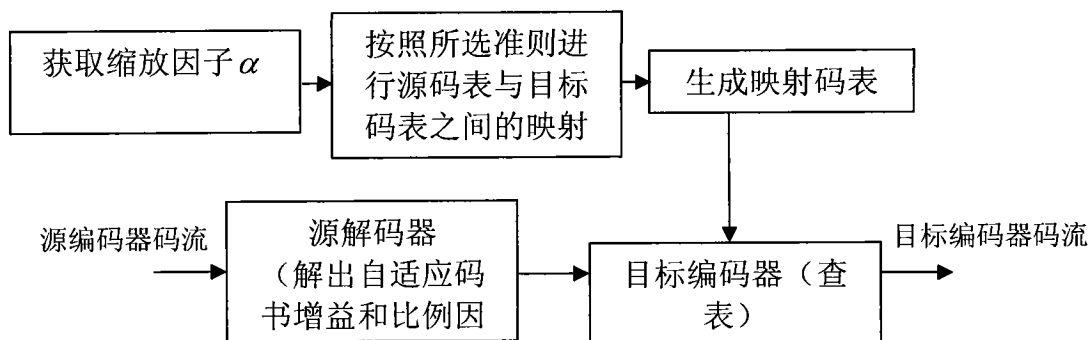 获取缩放因子α
按照所选准则进
行源码表与目标
码表之间的映射
生成映射码表
源编码器码流
源解码器
（解出自适应码
书增益和比例因
目标编码器（查
表）
目标编码器码流